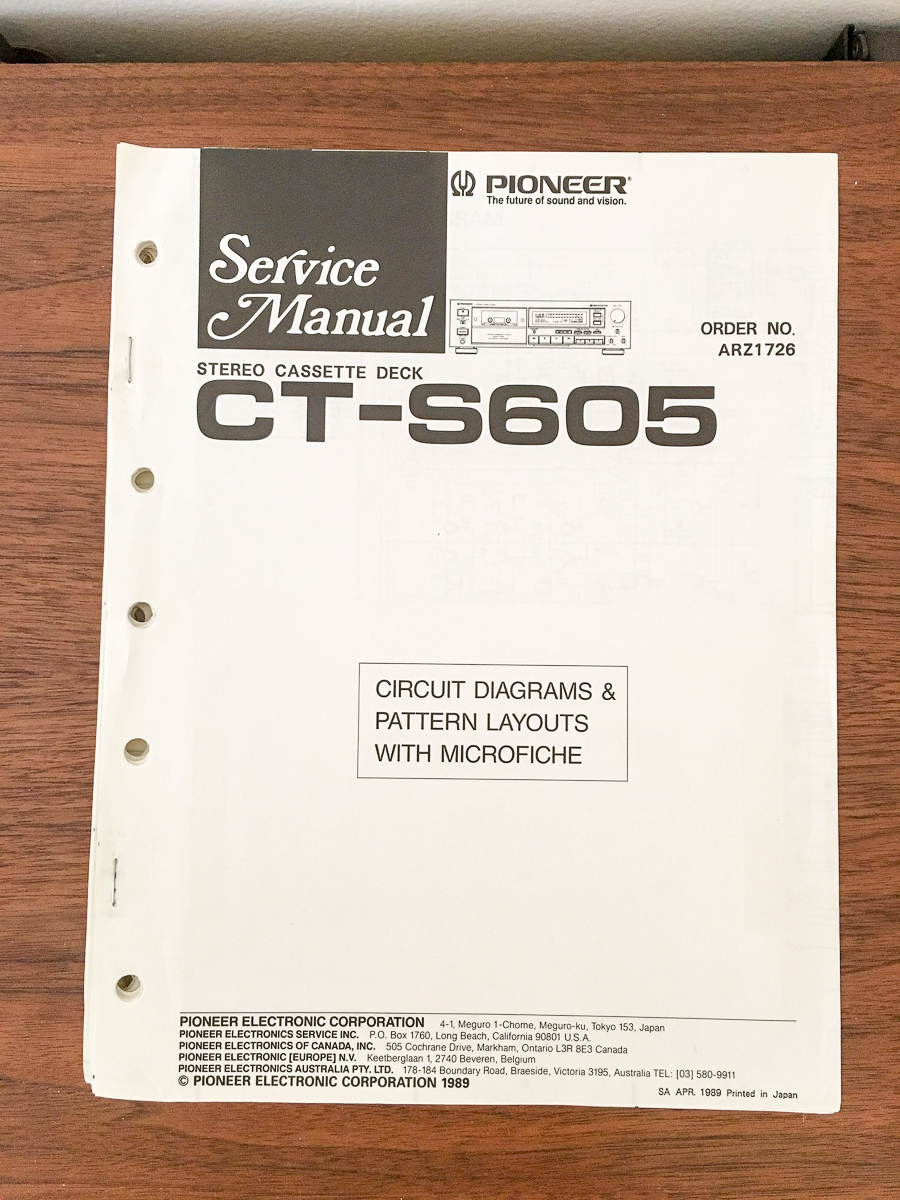 Service
Manual
PIONEER®
The future of sound and vision.
ORDER NO.
ARZ1726
STEREO CASSETTE DECK
CT-S605
CIRCUIT DIAGRAMS &
PATTERN LAYOUTS
WITH MICROFICHE
PIONEER ELECTRONIC CORPORATION 4-1, Meguro 1-Chome, Meguro-ku, Tokyo 153, Japan
PIONEER ELECTRONICS SERVICE INC. P.O. Box 1760, Long Beach, California 90801 U.S.A.
PIONEER ELECTRONICS OF CANADA, INC. 505 Cochrane Drive, Markham, Ontario L3R 8E3 Canada
PIONEER ELECTRONIC [EUROPE] N.V. Keetberglaan 1, 2740 Beveren, Belgium
PIONEER ELECTRONICS AUSTRALIA PTY. LTD. 178-184 Boundary Road, Braeside, Victoria 3195, Australia TEL: [03] 580-9911
© PIONEER ELECTRONIC CORPORATION 1989
SA APR. 1989 Printed in Japan